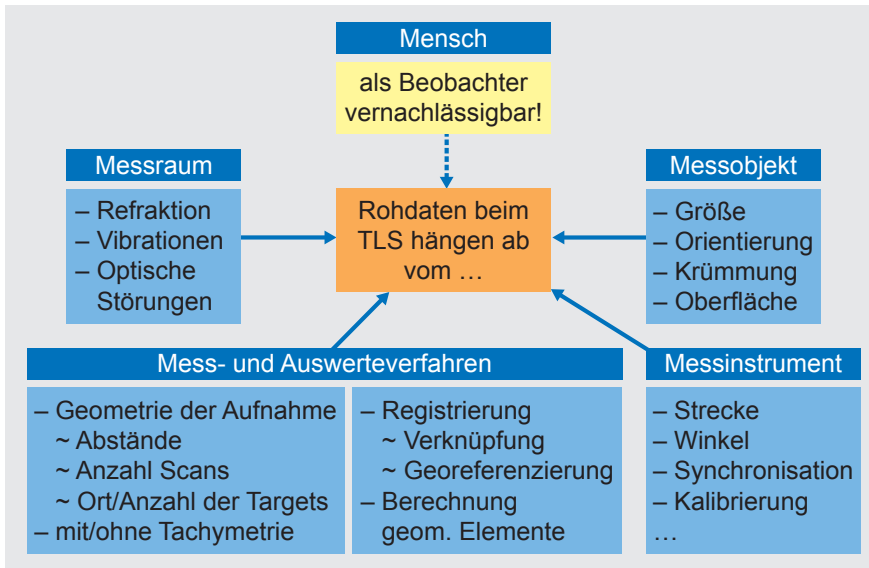 Mensch
als Beobachter
vernachlässigbar!
Messraum
– Refraktion
– Vibrationen
– Optische
Störungen
Rohdaten beim
TLS hängen ab
vom …
Messobjekt
– Größe
– Orientierung
– Krümmung
– Oberfläche
Mess- und Auswerteverfahren
– Geometrie der Aufnahme
~ Abstände
~ Anzahl Scans
~ Ort/Anzahl der Targets
– mit/ohne Tachymetrie
– Registrierung
~ Verknüpfung
~ Georeferenzierung
– Berechnung
geom. Elemente
Messinstrument
– Strecke
– Winkel
– Synchronisation
– Kalibrierung
…